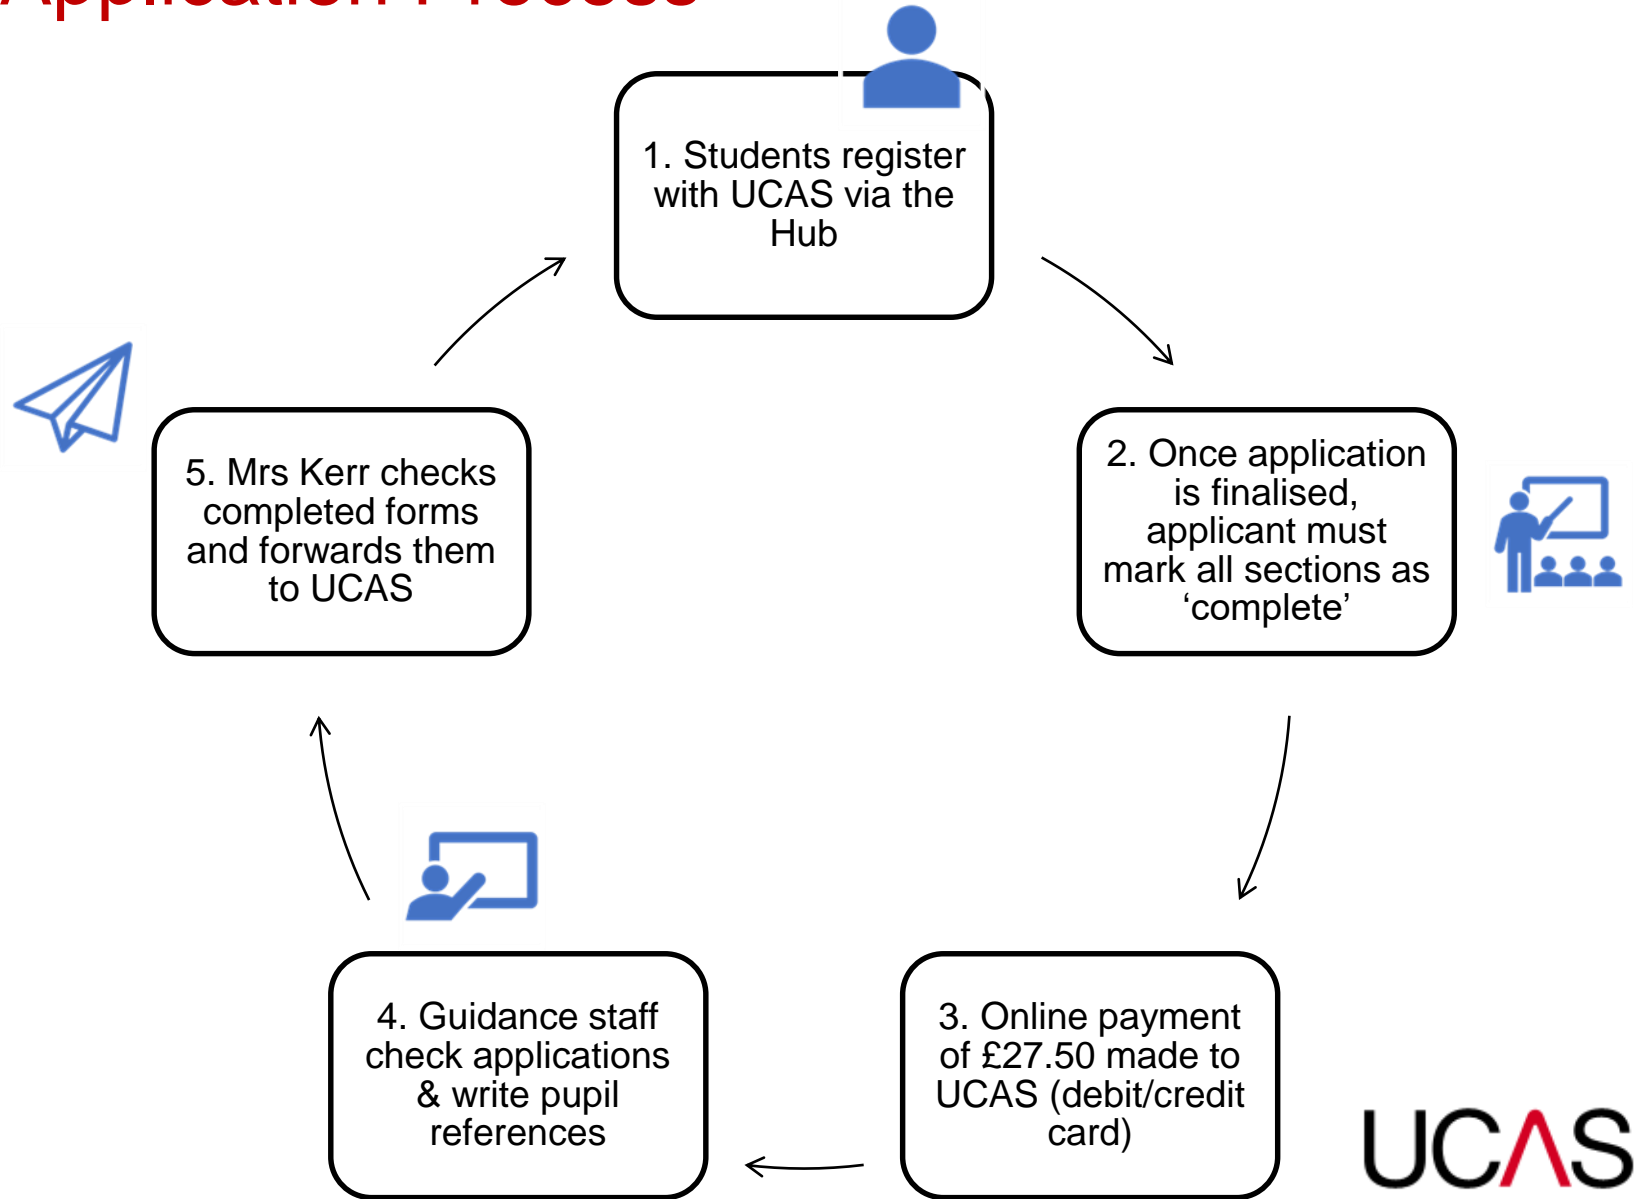 Application Process
1. Students register
with UCAS via the
Hub
2. Once application
is finalised,
applicant must
mark all sections as
‘complete’
3. Online payment
of £27.50 made to
UCAS (debit/credit
card)
4. Guidance staff
check applications
& write pupil
references
5. Mrs Kerr checks
completed forms
and forwards them
to UCAS
UCAS